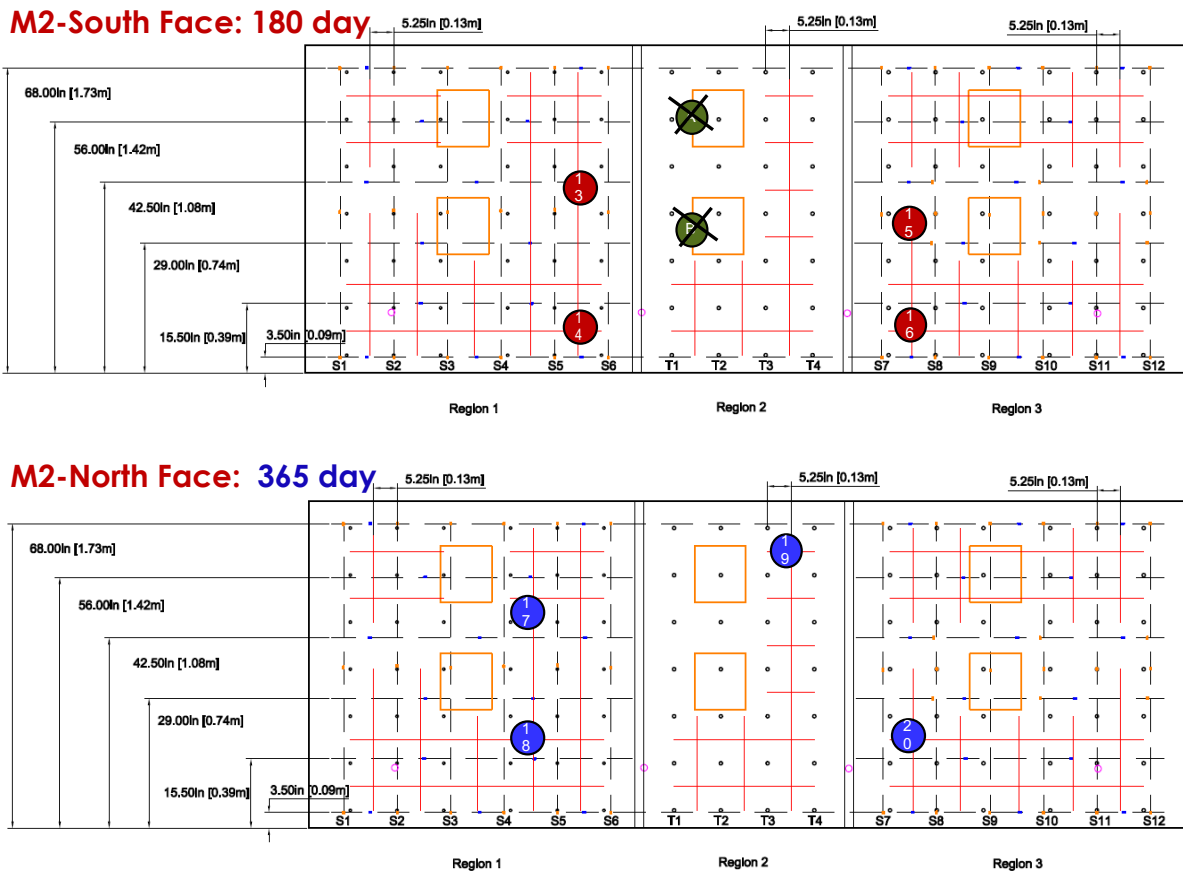 M2-South Face: 180 day
5.25in [0.13m]
5.25in [0.13m]
5.25in [0.13m]
68.00in [1.73m]
56.00in [1.42m]
42.50in [1.08m]
29.00in [0.74m]
15.50in [0.39m]
3.50in [0.09m]
13
14
15
16
S1 S2 S3 S4 S5 S6 T1 T2 T3 T4 S7 S8 S9 S10 S11 S12
Region 1 Region 2 Region 3
M2-North Face: 365 day
5.25in [0.13m]
5.25in [0.13m]
5.25in [0.13m]
68.00in [1.73m]
56.00in [1.42m]
42.50in [1.08m]
29.00in [0.74m]
15.50in [0.39m]
3.50in [0.09m]
19
17
18
20
S1 S2 S3 S4 S5 S6 T1 T2 T3 T4 S7 S8 S9 S10 S11 S12
Region 1 Region 2 Region 3